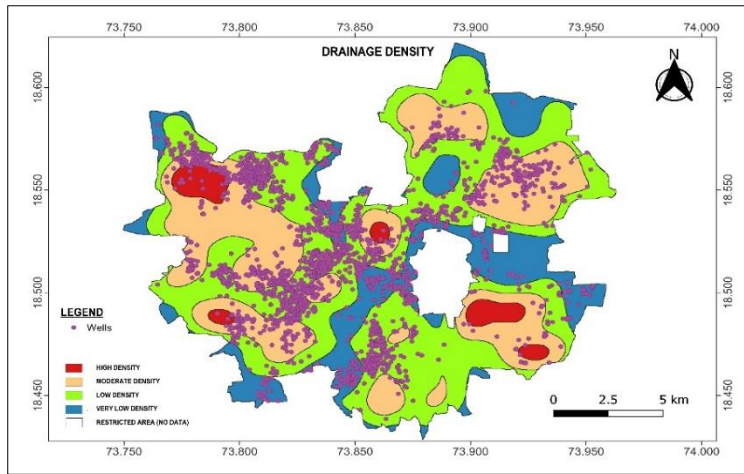 73.750 73.800 73.850 73.900 73.950 74.000
DRAINAGE DENSITY
N
18.600 18.600
18.550 18.550
18.500 18.500
18.450 18.450
LEGEND
Wells
HIGH DENSITY
MODERATE DENSITY
LOW DENSITY
VERY LOW DENSITY
RESTRICTED AREA (NO DATA)
0 2.5 5 km
73.750 73.800 73.850 73.900 73.950 74.000